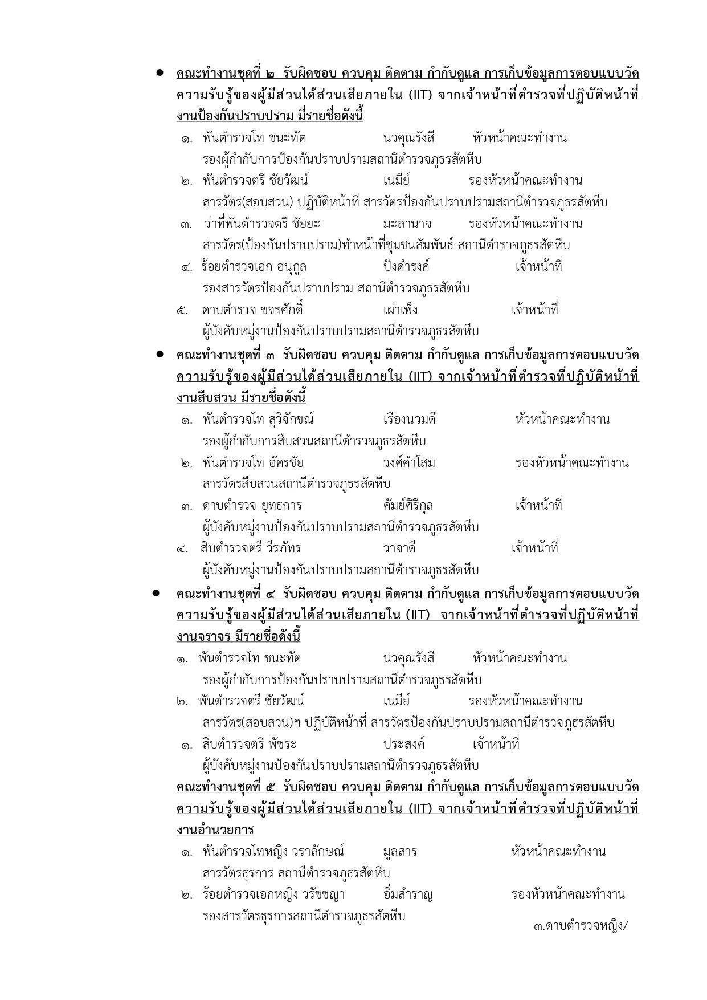 ● คณะทำงานชุดที่ ๒ รับผิดชอบ ควบคุม ติดตาม กำกับดูแล การเก็บข้อมูลการตอบแบบวัด
ความรับรู้ของผู้มีส่วนได้ส่วนเสียภายใน (IIT) จากเจ้าหน้าที่ตำรวจที่ปฏิบัติหน้าที่
งานป้องกันปราบปราม มี่รายชื่อดังนี้
๑. พันตำรวจโท ชนะทัต นวคุณรังสี หัวหน้าคณะทำงาน
รองผู้กำกับการป้องกันปราบปรามสถานีตำรวจภูธรสัตหีบ
๒. พันตำรวจตรี ชัยวัฒน์ เนมีย์ รองหัวหน้าคณะทำงาน
สารวัตร(สอบสวน) ปฏิบัติหน้าที่ สารวัตรป้องกันปราบปรามสถานีตำรวจภูธรสัตหีบ
๓. ว่าที่พันตำรวจตรี ชัยยะ มะลานาจ รองหัวหน้าคณะทำงาน
สารวัตร(ป้องกันปราบปราม)ทำหน้าที่ชุมชนสัมพันธ์ สถานีตำรวจภูธรสัตหีบ
๔. ร้อยตำรวจเอก อนุกูล ปังดำรงค์ เจ้าหน้าที่
รองสารวัตรป้องกันปราบปราม สถานีตำรวจภูธรสัตหีบ
๕. ดาบตำรวจ ขจรศักดิ์ เผ่าเพ็ง เจ้าหน้าที่
ผู้บังคับหมู่งานป้องกันปราบปรามสถานีตำรวจภูธรสัตหีบ
● คณะทำงานชุดที่ ๓ รับผิดชอบ ควบคุม ติดตาม กำกับดูแล การเก็บข้อมูลการตอบแบบวัด
ความรับรู้ของผู้มีส่วนได้ส่วนเสียภายใน (IIT) จากเจ้าหน้าที่ตำรวจที่ปฏิบัติหน้าที่
งานสืบสวน มีรายชื่อดังนี้
๑. พันตำรวจโท สุวิจักขณ์ เรืองนวมดี หัวหน้าคณะทำงาน
รองผู้กำกับการสืบสวนสถานีตำรวจภูธรสัตหีบ
๒. พันตำรวจโท อัครชัย วงศ์คำโสม รองหัวหน้าคณะทำงาน
สารวัตรสืบสวนสถานีตำรวจภูธรสัตหีบ
๓. ดาบตำรวจ ยุทธการ คัมย์ศิริกุล เจ้าหน้าที่
ผู้บังคับหมู่งานป้องกันปราบปรามสถานีตำรวจภูธรสัตหีบ
๔. สิบตำรวจตรี วีรภัทร วาจาดี เจ้าหน้าที่
ผู้บังคับหมู่งานป้องกันปราบปรามสถานีตำรวจภูธรสัตหีบ
● คณะทำงานชุดที่ ๔ รับผิดชอบ ควบคุม ติดตาม กำกับดูแล การเก็บข้อมูลการตอบแบบวัด
ความรับรู้ของผู้มีส่วนได้ส่วนเสียภายใน (IIT) จากเจ้าหน้าที่ตำรวจที่ปฏิบัติหน้าที่
งานจราจร มีรายชื่อดังนี้
๑. พันตำรวจโท ชนะทัต นวคุณรังสี หัวหน้าคณะทำงาน
รองผู้กำกับการป้องกันปราบปรามสถานีตำรวจภูธรสัตหีบ
๒. พันตำรวจตรี ชัยวัฒน์ เนมีย์ รองหัวหน้าคณะทำงาน
สารวัตร(สอบสวน)ฯ ปฏิบัติหน้าที่ สารวัตรป้องกันปราบปรามสถานีตำรวจภูธรสัตหีบ
๑. สิบตำรวจตรี พัชระ ประสงค์ เจ้าหน้าที่
ผู้บังคับหมู่งานป้องกันปราบปรามสถานีตำรวจภูธรสัตหีบ
คณะทำงานชุดที่ ๕ รับผิดชอบ ควบคุม ติดตาม กำกับดูแล การเก็บข้อมูลการตอบแบบวัด
ความรับรู้ของผู้มีส่วนได้ส่วนเสียภายใน (IIT) จากเจ้าหน้าที่ตำรวจที่ปฏิบัติหน้าที่
งานอำนวยการ
๑. พันตำรวจโทหญิง วราลักษณ์ มูลสาร หัวหน้าคณะทำงาน
สารวัตรธุรการ สถานีตำรวจภูธรสัตหีบ
๒. ร้อยตำรวจเอกหญิง วรัชชญา อิ่มสำราญ รองหัวหน้าคณะทำงาน
รองสารวัตรธุรการสถานีตำรวจภูธรสัตหีบ
๓.ดาบตำรวจหญิง/